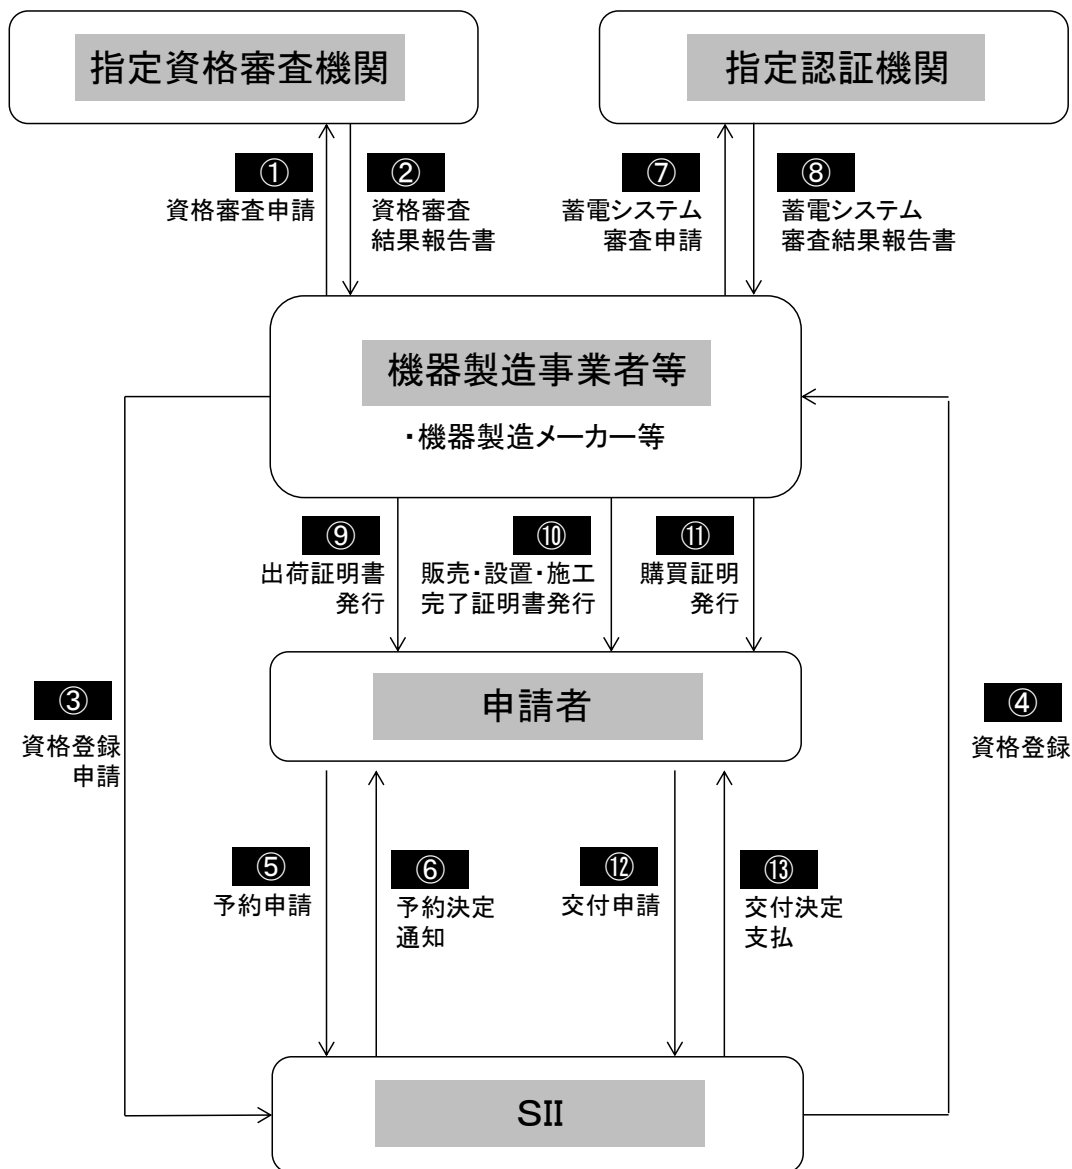 指定資格審査機関
指定認証機関
①
資格審査申請
②
資格審査
結果報告書
⑦
蓄電システム
審査申請
⑧
蓄電システム
審査結果報告書
機器製造事業者等
・機器製造メーカー等
⑨
出荷証明書
発行
⑩
販売・設置・施工
完了証明書発行
⑪
購買証明
発行
③
資格登録
申請
申請者
④
資格登録
⑤
予約申請
⑥
予約決定
通知
⑫
交付申請
⑬
交付決定
支払
SII